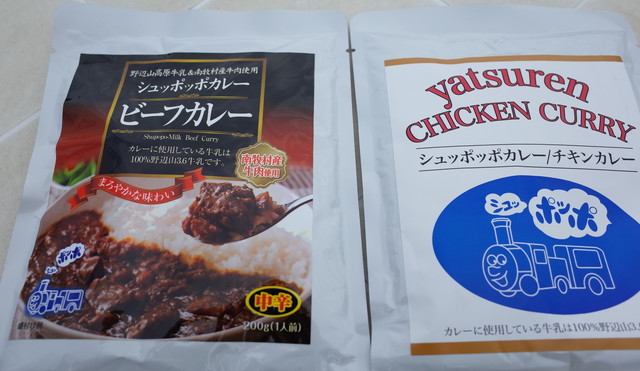 野辺山高原牛乳&南牧村産牛肉使用
シュッポッポカレー
ビーフカレー
Shupopo-Milk Beef Curry
カレーに使用している牛乳は
100%野辺山3.6牛乳です。
南牧村産
牛肉使用
まろやかな味わい
ポッポ
中辛
200g(1人前)
yatsuren
CHICKEN CURRY
シュッポッポカレー/チキンカレー
シュッ
ポッポ
カレーに使用している牛乳は100%野辺山3.6